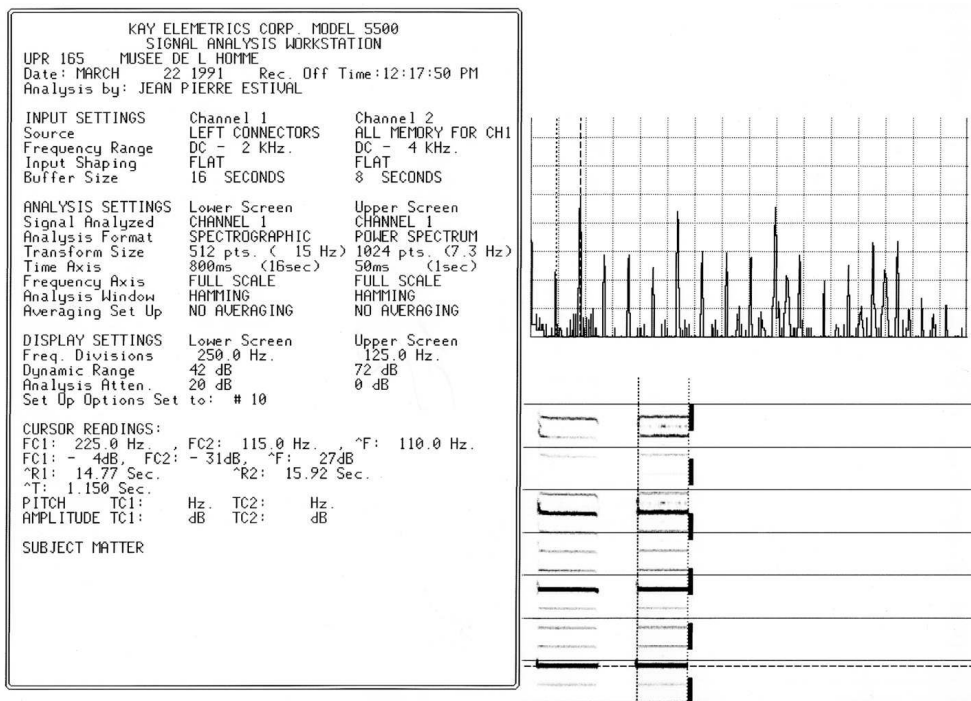 KAY ELEMETRICS CORP. MODEL 5500
SIGNAL ANALYSIS WORKSTATION
UPR 165 MUSEE DE L HOMME
Date: MARCH 22 1991 Rec. Off Time:12:17:50 PM
Analysis by: JEAN PIERRE ESTIVAL
INPUT SETTINGS Channel 1 Channel 2
Source LEFT CONNECTORS ALL MEMORY FOR CH1
Frequency Range DC - 2 KHz. DC - 4 KHz.
Input Shaping FLAT FLAT
Buffer Size 16 SECONDS 8 SECONDS
ANALYSIS SETTINGS Lower Screen Upper Screen
Signal Analyzed CHANNEL 1 CHANNEL 1
Analysis Format SPECTROGRAPHIC POWER SPECTRUM
Transform Size 512 pts. ( 15 Hz) 1024 pts. (7.3 Hz)
Time Axis 800ms (16sec) 50ms (1sec)
Frequency Axis FULL SCALE FULL SCALE
Analysis Window HAMMING HAMMING
Averaging Set Up NO AVERAGING NO AVERAGING
DISPLAY SETTINGS Lower Screen Upper Screen
Freq. Divisions 250.0 Hz. 125.0 Hz.
Dynamic Range 42 dB 72 dB
Analysis Atten. 20 dB 0 dB
Set Up Options Set to: # 10
CURSOR READINGS:
FC1: 225.0 Hz. , FC2: 115.0 Hz. , ^F: 110.0 Hz.
FC1: - 4dB, FC2: - 31dB, ^F: 27dB
^R1: 14.77 Sec. ^R2: 15.92 Sec.
^T: 1.150 Sec.
PITCH TC1: Hz. TC2: Hz.
AMPLITUDE TC1: dB TC2: dB
SUBJECT MATTER